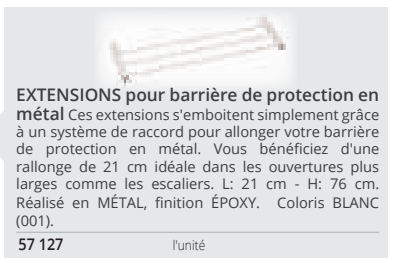 EXTENSIONS pour barrière de protection en
métal Ces extensions s'emboitent simplement grâce
à un système de raccord pour allonger votre barrière
de protection en métal. Vous bénéficiez d'une
rallonge de 21 cm idéale dans les ouvertures plus
larges comme les escaliers. L: 21 cm - H: 76 cm.
Réalisé en MÉTAL, finition ÉPOXY. Coloris BLANC
(001).
57 127 l'unité